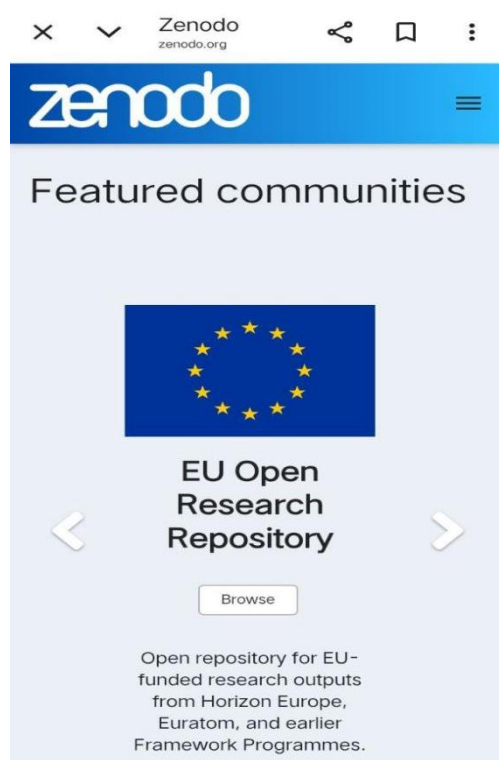 Zenodo
zenodo.org
zenodo
Featured communities
EU Open
Research
Repository
Browse
Open repository for EU-
funded research outputs
from Horizon Europe,
Euratom, and earlier
Framework Programmes.